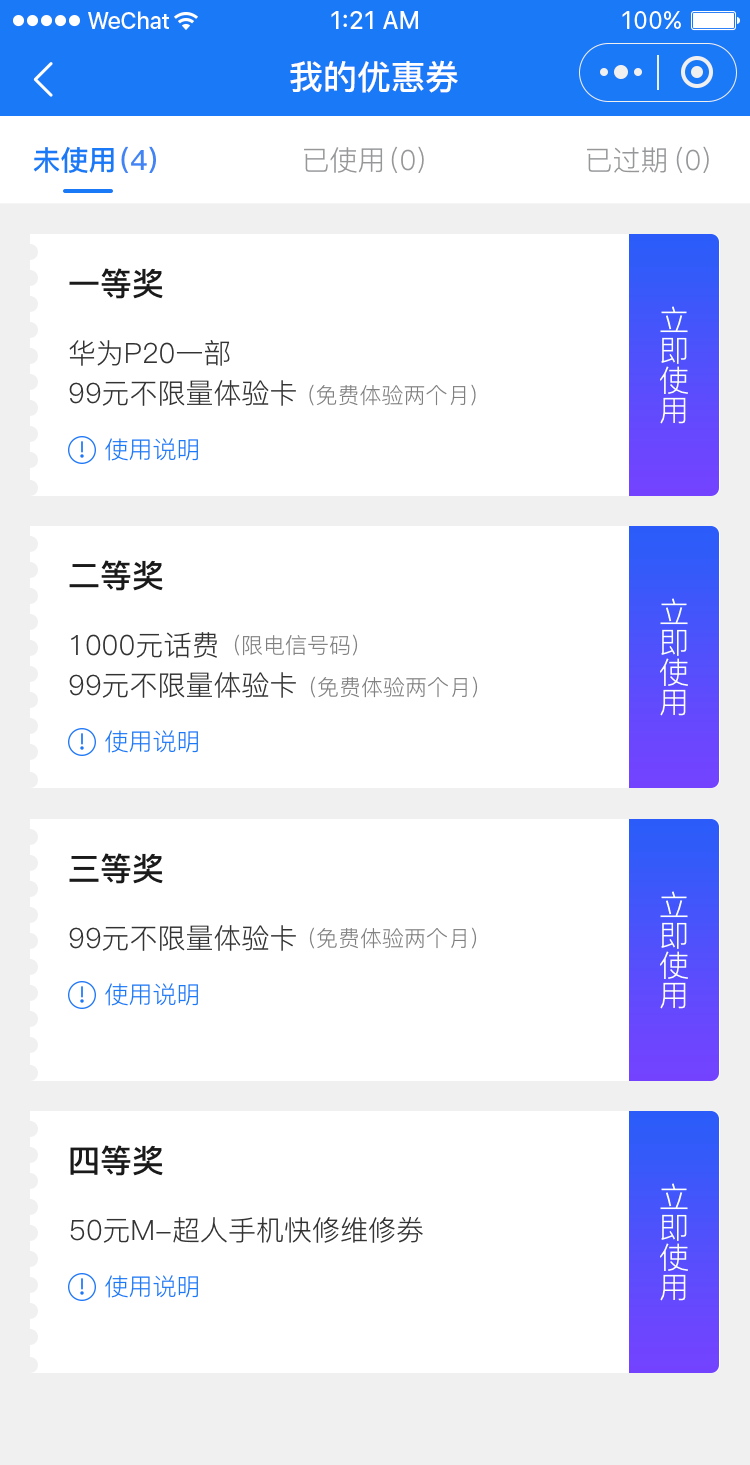 WeChat 1:21 AM 100%
我的优惠券
未使用(4) 已使用(0) 已过期(0)
一等奖
华为P20一部
99元不限量体验卡（免费体验两个月）
使用说明
立即使用
二等奖
1000元话费（限电信号码）
99元不限量体验卡（免费体验两个月）
使用说明
立即使用
三等奖
99元不限量体验卡（免费体验两个月）
使用说明
立即使用
四等奖
50元M-超人手机快修维修券
使用说明
立即使用